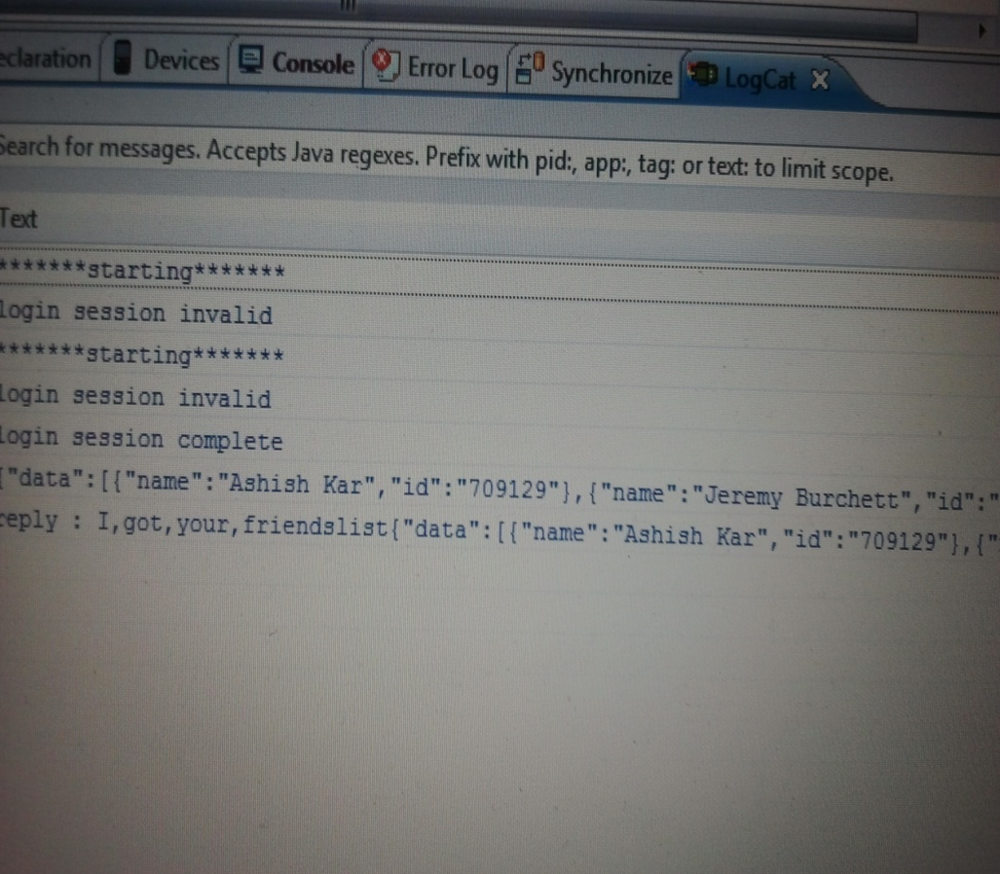 eclaration Devices Console Error Log Synchronize LogCat
Search for messages. Accepts Java regexes. Prefix with pid:, app:, tag: or text: to limit scope.
Text
*******starting*******
login session invalid
*******starting*******
login session invalid
login session complete
{"data":[{"name":"Ashish Kar","id":"709129"},{"name":"Jeremy Burchett","id":"
reply : I,got,your,friendslist{"data":[{"name":"Ashish Kar","id":"709129"},{"